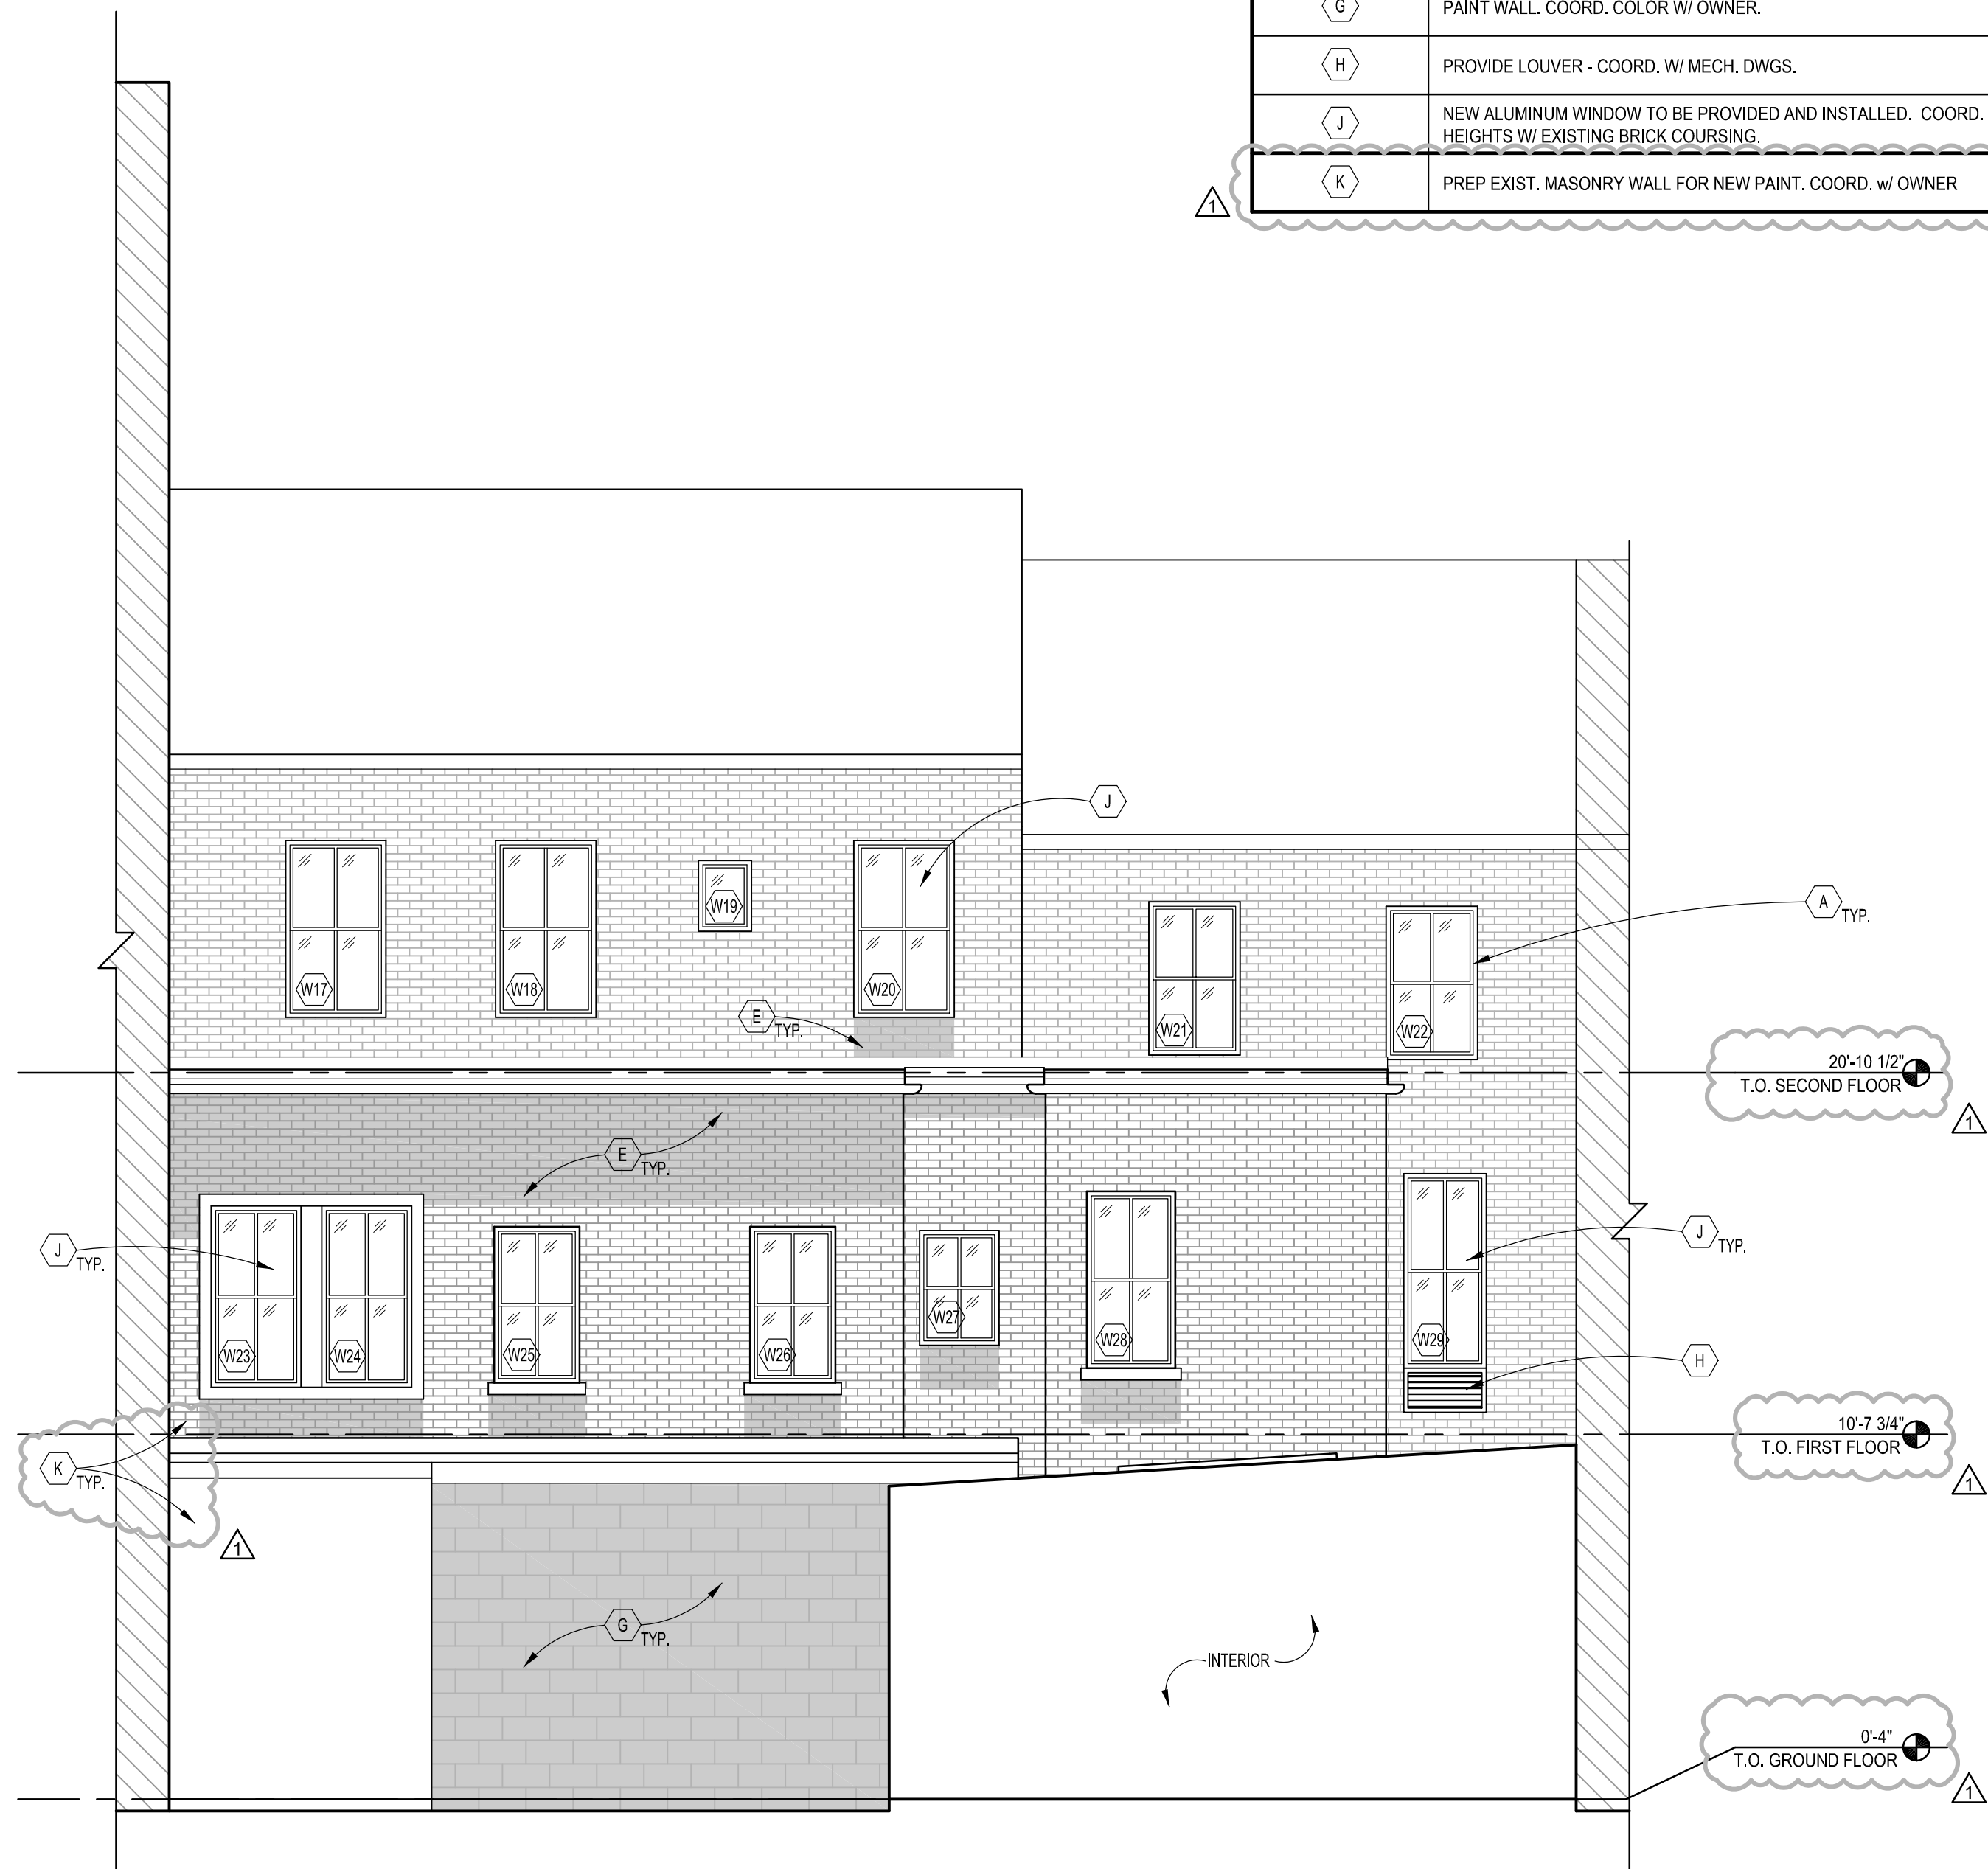 G PAINT WALL. COORD. COLOR W/ OWNER.
H PROVIDE LOUVER - COORD. W/ MECH. DWGS.
J NEW ALUMINUM WINDOW TO BE PROVIDED AND INSTALLED. COORD.
HEIGHTS W/ EXISTING BRICK COURSING.
K PREP EXIST. MASONRY WALL FOR NEW PAINT. COORD. w/ OWNER
1
J
A
TYP.
W19
W17
W18
W20
E
TYP.
W21
W22
20'-10 1/2"
T.O. SECOND FLOOR
1
E
TYP.
J
TYP.
J
TYP.
W23
W24
W25
W26
W27
W28
W29
H
10'-7 3/4"
T.O. FIRST FLOOR
1
K
TYP.
1
G
TYP.
INTERIOR
0'-4"
T.O. GROUND FLOOR
1